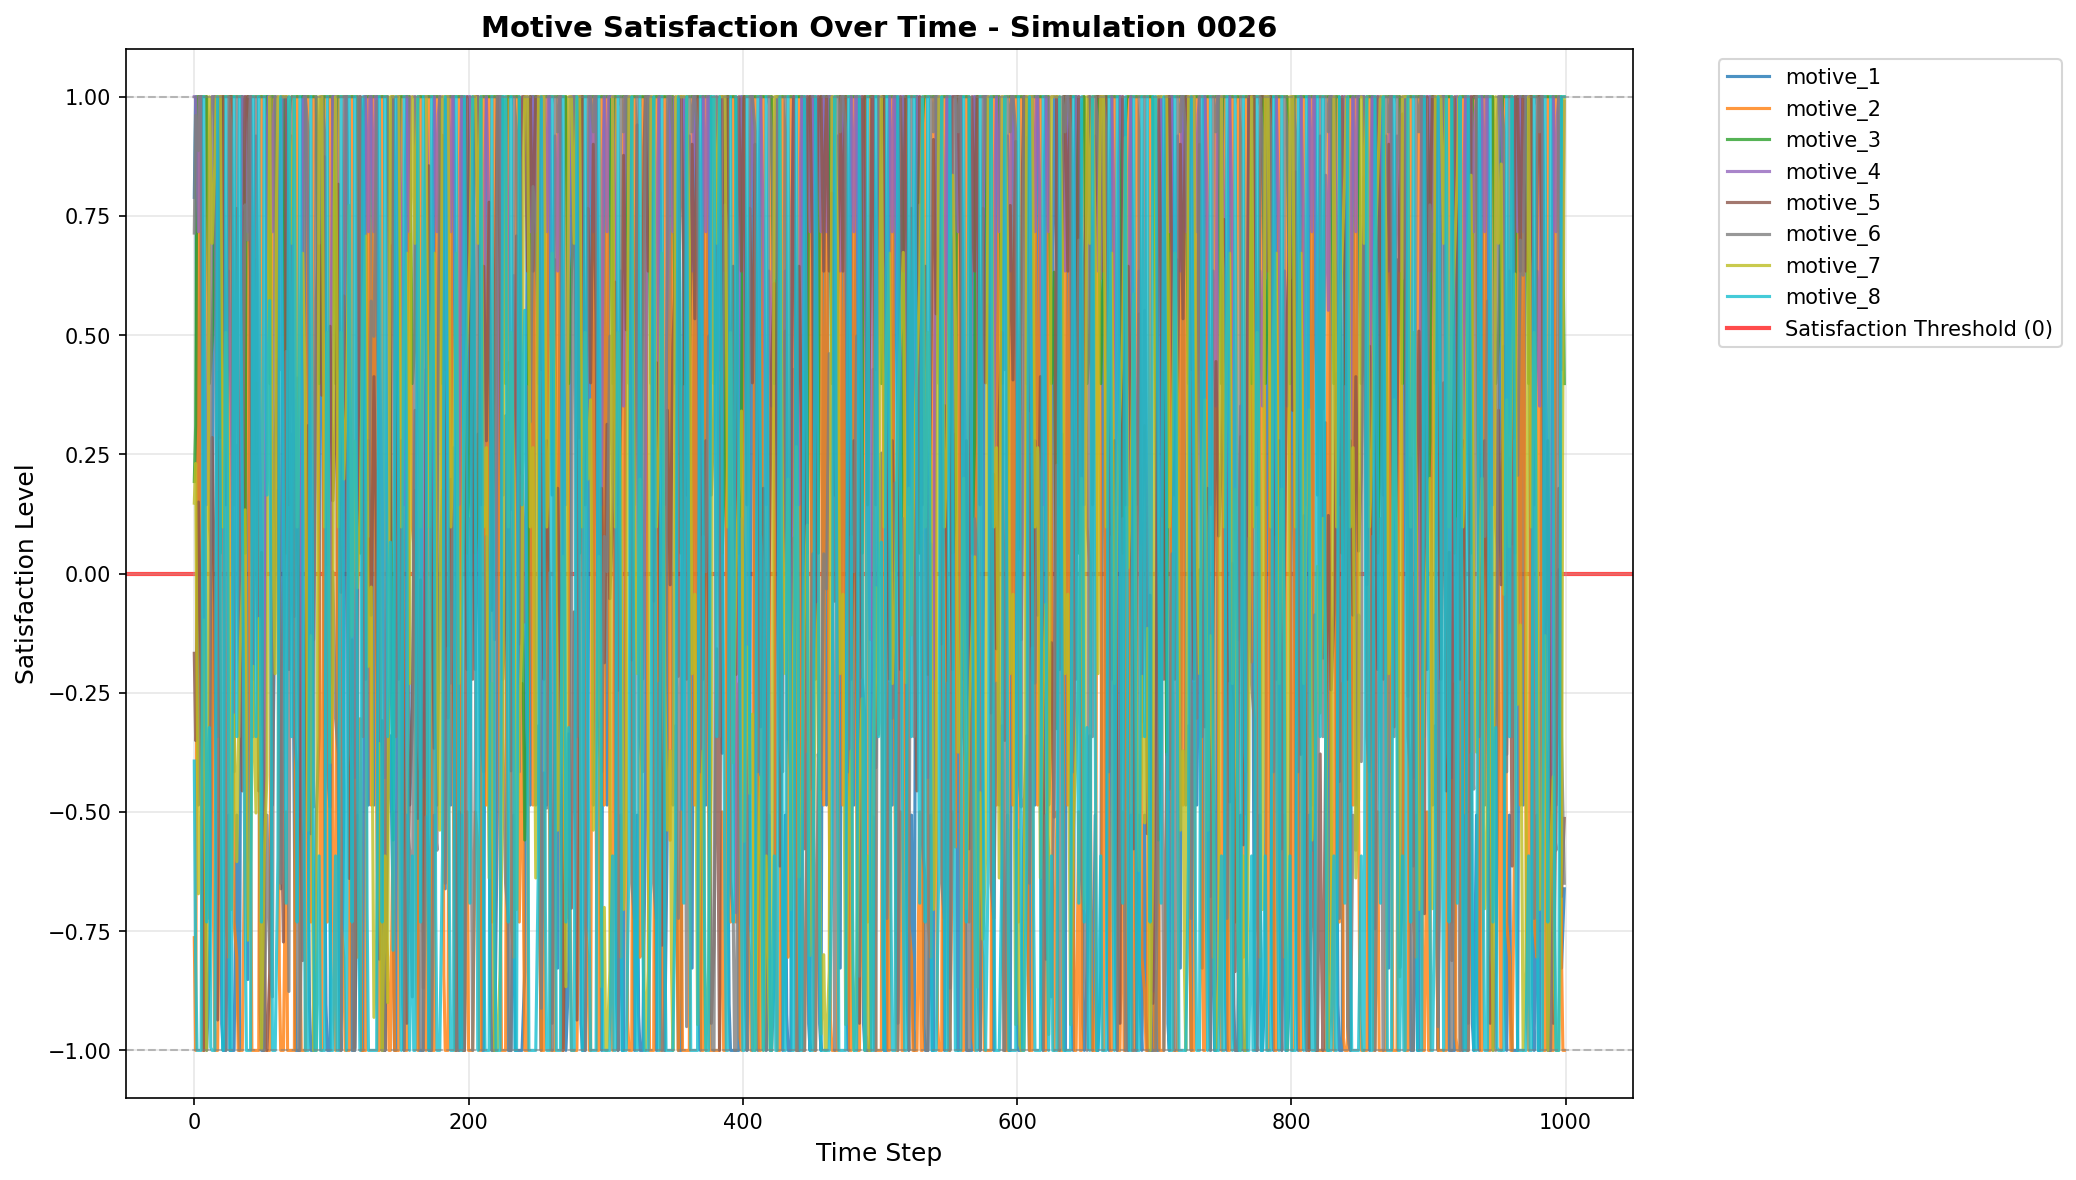 Motive Satisfaction Over Time - Simulation 0026
1.00
0.75
0.50
0.25
0.00
−0.25
−0.50
−0.75
−1.00
Satisfaction Level
0
200
400
600
800
1000
Time Step
motive_1
motive_2
motive_3
motive_4
motive_5
motive_6
motive_7
motive_8
Satisfaction Threshold (0)